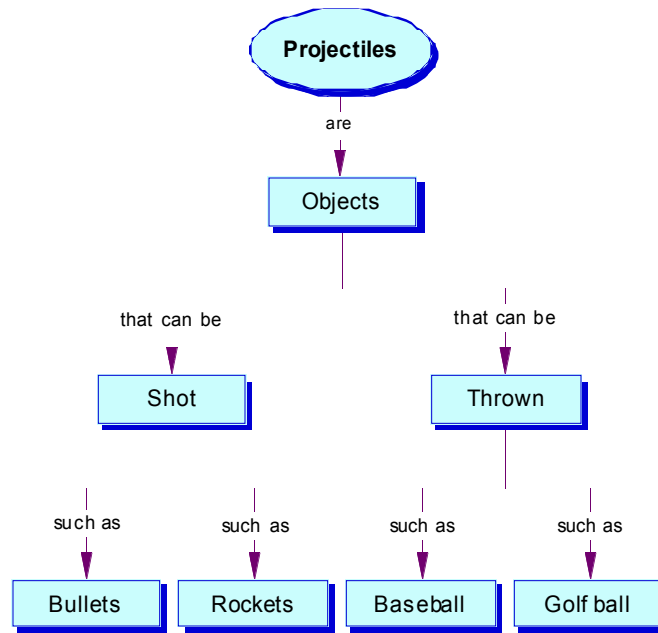 Projectiles
are
Objects
that can be
that can be
Shot
Thrown
such as
such as
such as
such as
Bullets
Rockets
Baseball
Golf ball